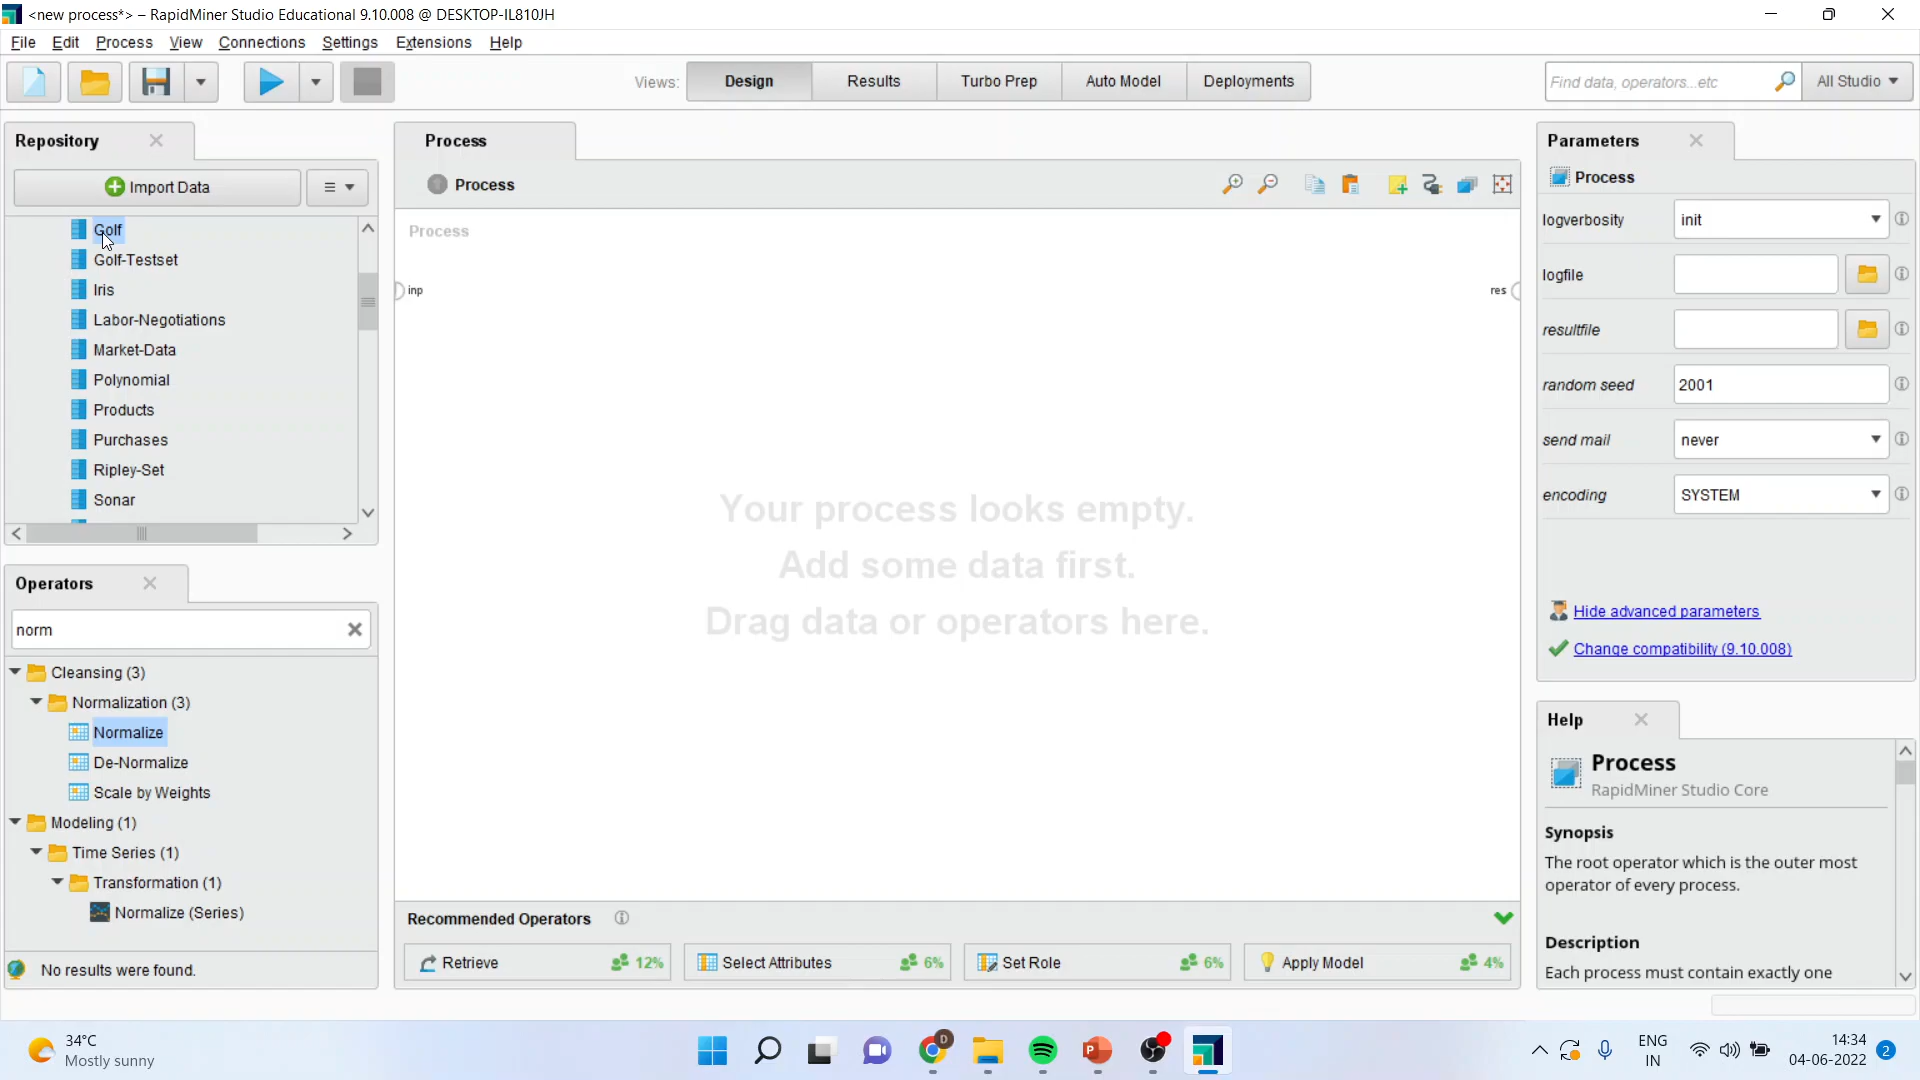 <new process*> – RapidMiner Studio Educational 9.10.008 @ DESKTOP-IL810JH
File Edit Process View Connections Settings Extensions Help
Views: Design Results Turbo Prep Auto Model Deployments
Find data, operators...etc All Studio
Repository
Import Data
Golf
Golf-Testset
Iris
Labor-Negotiations
Market-Data
Polynomial
Products
Purchases
Ripley-Set
Sonar
Operators
norm
Cleansing (3)
Normalization (3)
Normalize
De-Normalize
Scale by Weights
Modeling (1)
Time Series (1)
Transformation (1)
Normalize (Series)
No results were found.
Process
Process
Process
inp
res
Your process looks empty.
Add some data first.
Drag data or operators here.
Recommended Operators
Retrieve 12%
Select Attributes 6%
Set Role 6%
Apply Model 4%
Parameters
Process
logverbosity init
logfile
resultfile
random seed 2001
send mail never
encoding SYSTEM
Hide advanced parameters
Change compatibility (9.10.008)
Help
Process
RapidMiner Studio Core
Synopsis
The root operator which is the outer most
operator of every process.
Description
Each process must contain exactly one
34°C
Mostly sunny
D
P
ENG
IN
14:34
04-06-2022
2